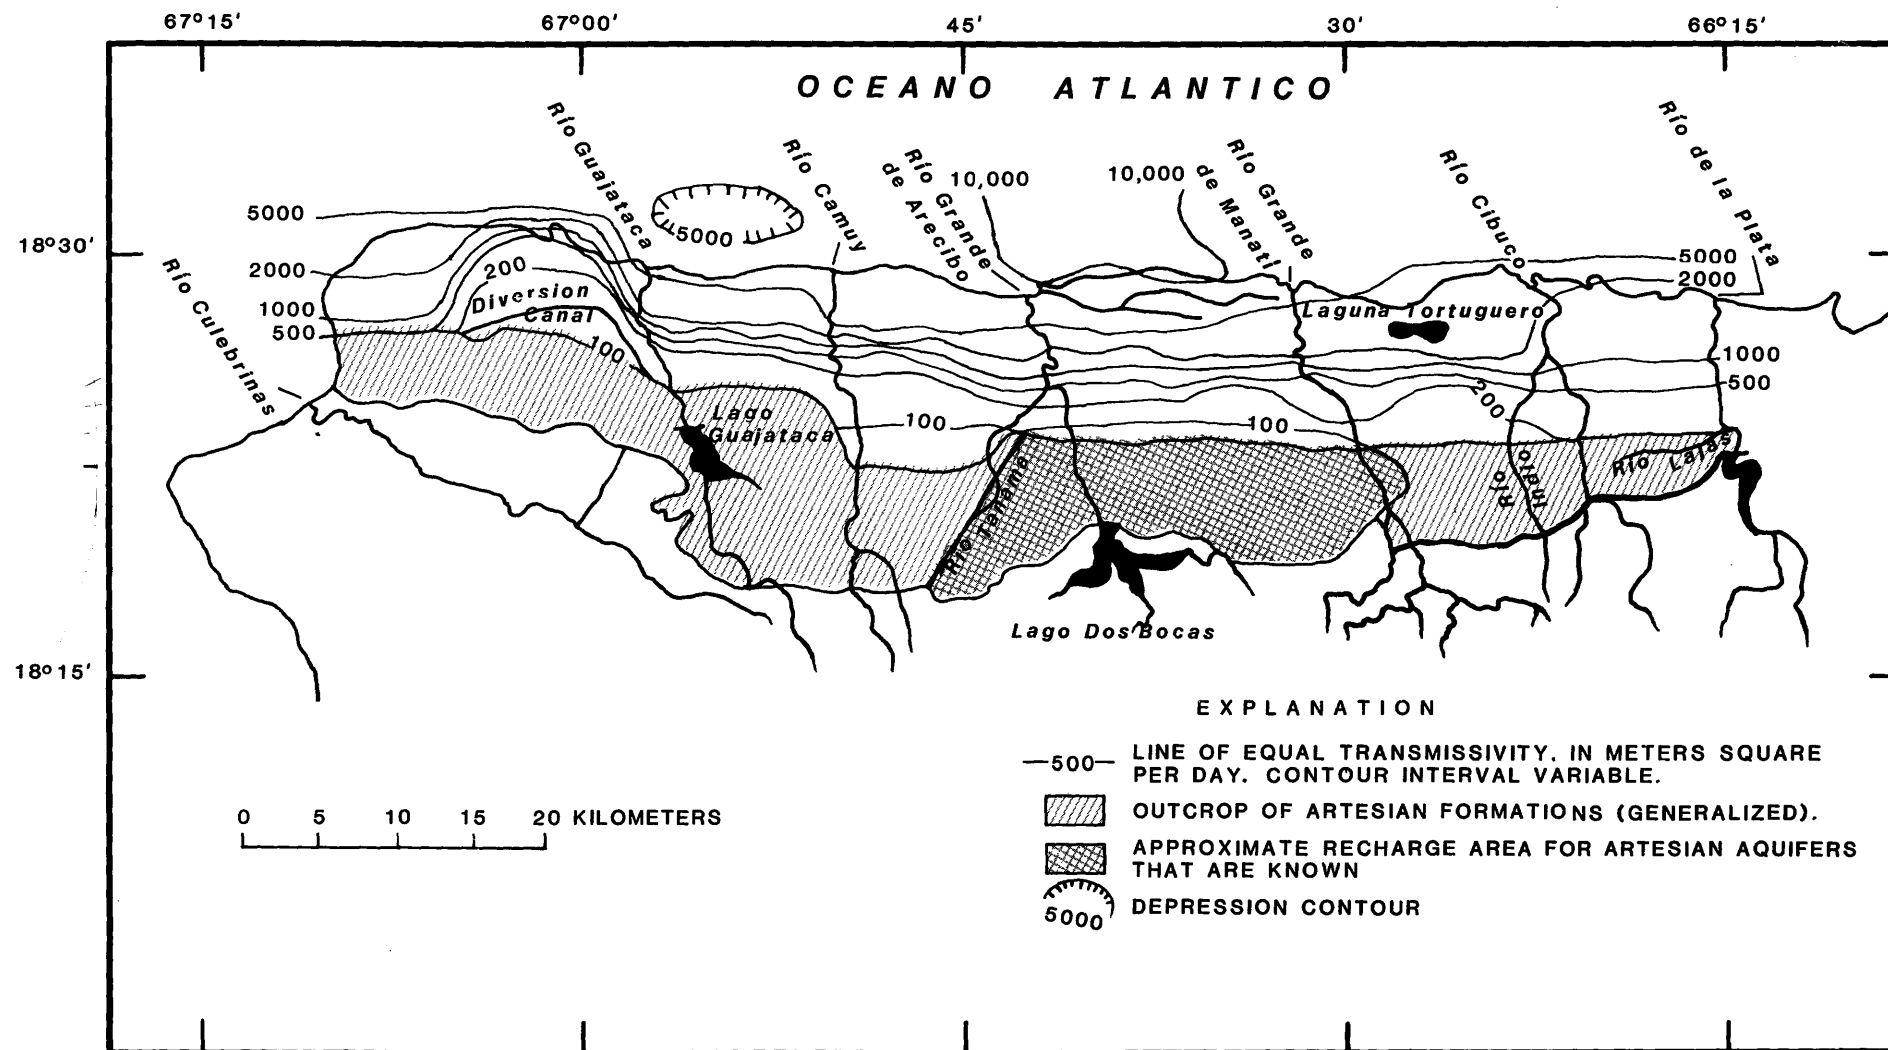 67°15' 67°00' 45' 30' 66°15'
OCEANO ATLANTICO
Río Guajataca
Río Camuy
Río Grande
de Arecibo
10,000
10,000
Río Grande
de Manatí
Río Cibuco
Río de la Plata
5000
5000
18°30'
Río Culebrinas
2000
200
5000
2000
1000
Diversion
Canal
500
100
Laguna Tortuguero
1000
500
200
Lago
Guajataca
100
100
Río Lajas
Río
Indio
Río Tanamá
Lago Dos Bocas
18°15'
EXPLANATION
500
LINE OF EQUAL TRANSMISSIVITY. IN METERS SQUARE
PER DAY. CONTOUR INTERVAL VARIABLE.
OUTCROP OF ARTESIAN FORMATIONS (GENERALIZED).
APPROXIMATE RECHARGE AREA FOR ARTESIAN AQUIFERS
THAT ARE KNOWN
5000
DEPRESSION CONTOUR
0 5 10 15 20 KILOMETERS